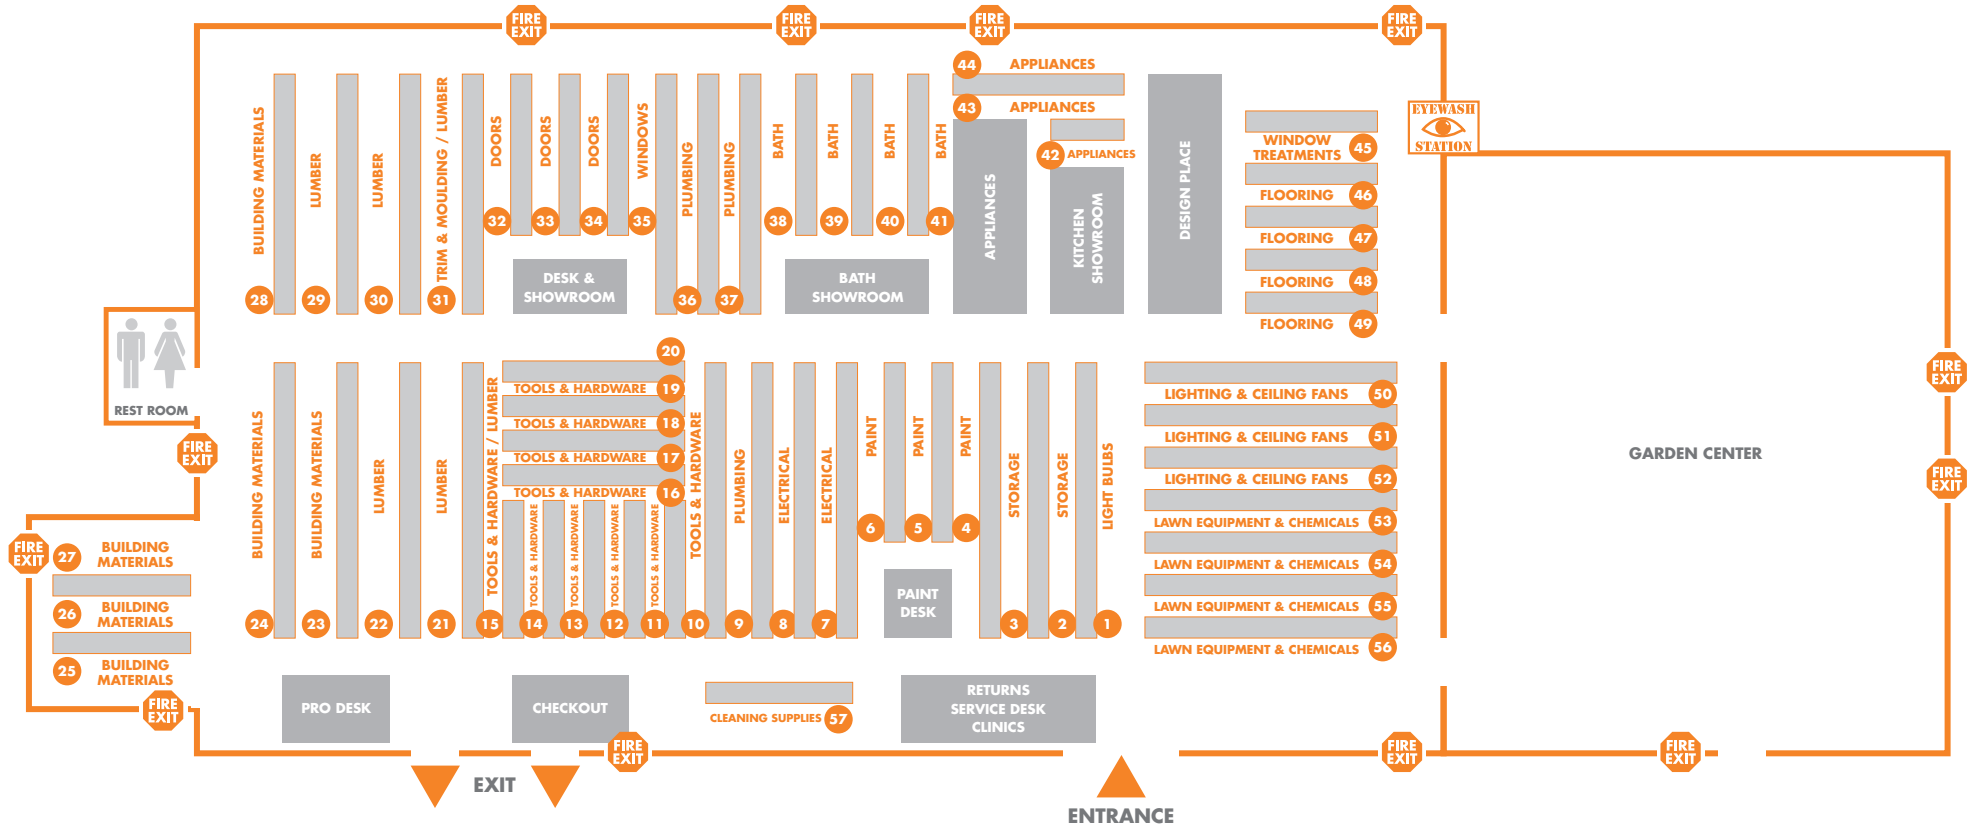 FIRE
EXIT
FIRE
EXIT
FIRE
EXIT
FIRE
EXIT
44
APPLIANCES
43
APPLIANCES
42
APPLIANCES
EYEWASH
STATION
BUILDING MATERIALS
28
LUMBER
29
LUMBER
30
TRIM & MOULDING / LUMBER
31
DOORS
32
DOORS
33
DOORS
34
WINDOWS
35
PLUMBING
36
PLUMBING
37
BATH
38
BATH
39
BATH
40
BATH
41
DESK &
SHOWROOM
BATH
SHOWROOM
APPLIANCES
KITCHEN
SHOWROOM
DESIGN PLACE
WINDOW
TREATMENTS
45
FLOORING
46
FLOORING
47
FLOORING
48
FLOORING
49
REST ROOM
FIRE
EXIT
BUILDING MATERIALS
24
BUILDING MATERIALS
23
LUMBER
22
LUMBER
21
TOOLS & HARDWARE / LUMBER
15
20
TOOLS & HARDWARE
19
TOOLS & HARDWARE
18
TOOLS & HARDWARE
17
TOOLS & HARDWARE
16
TOOLS & HARDWARE
14
TOOLS & HARDWARE
13
TOOLS & HARDWARE
12
TOOLS & HARDWARE
11
TOOLS & HARDWARE
10
PLUMBING
9
ELECTRICAL
8
ELECTRICAL
7
PAINT
6
PAINT
5
PAINT
4
PAINT
DESK
STORAGE
3
STORAGE
2
LIGHT BULBS
1
LIGHTING & CEILING FANS
50
LIGHTING & CEILING FANS
51
LIGHTING & CEILING FANS
52
LAWN EQUIPMENT & CHEMICALS
53
LAWN EQUIPMENT & CHEMICALS
54
LAWN EQUIPMENT & CHEMICALS
55
LAWN EQUIPMENT & CHEMICALS
56
GARDEN CENTER
FIRE
EXIT
FIRE
EXIT
FIRE
EXIT
27
BUILDING
MATERIALS
26
BUILDING
MATERIALS
25
BUILDING
MATERIALS
FIRE
EXIT
PRO DESK
CHECKOUT
CLEANING SUPPLIES
57
RETURNS
SERVICE DESK
CLINICS
FIRE
EXIT
FIRE
EXIT
FIRE
EXIT
EXIT
ENTRANCE